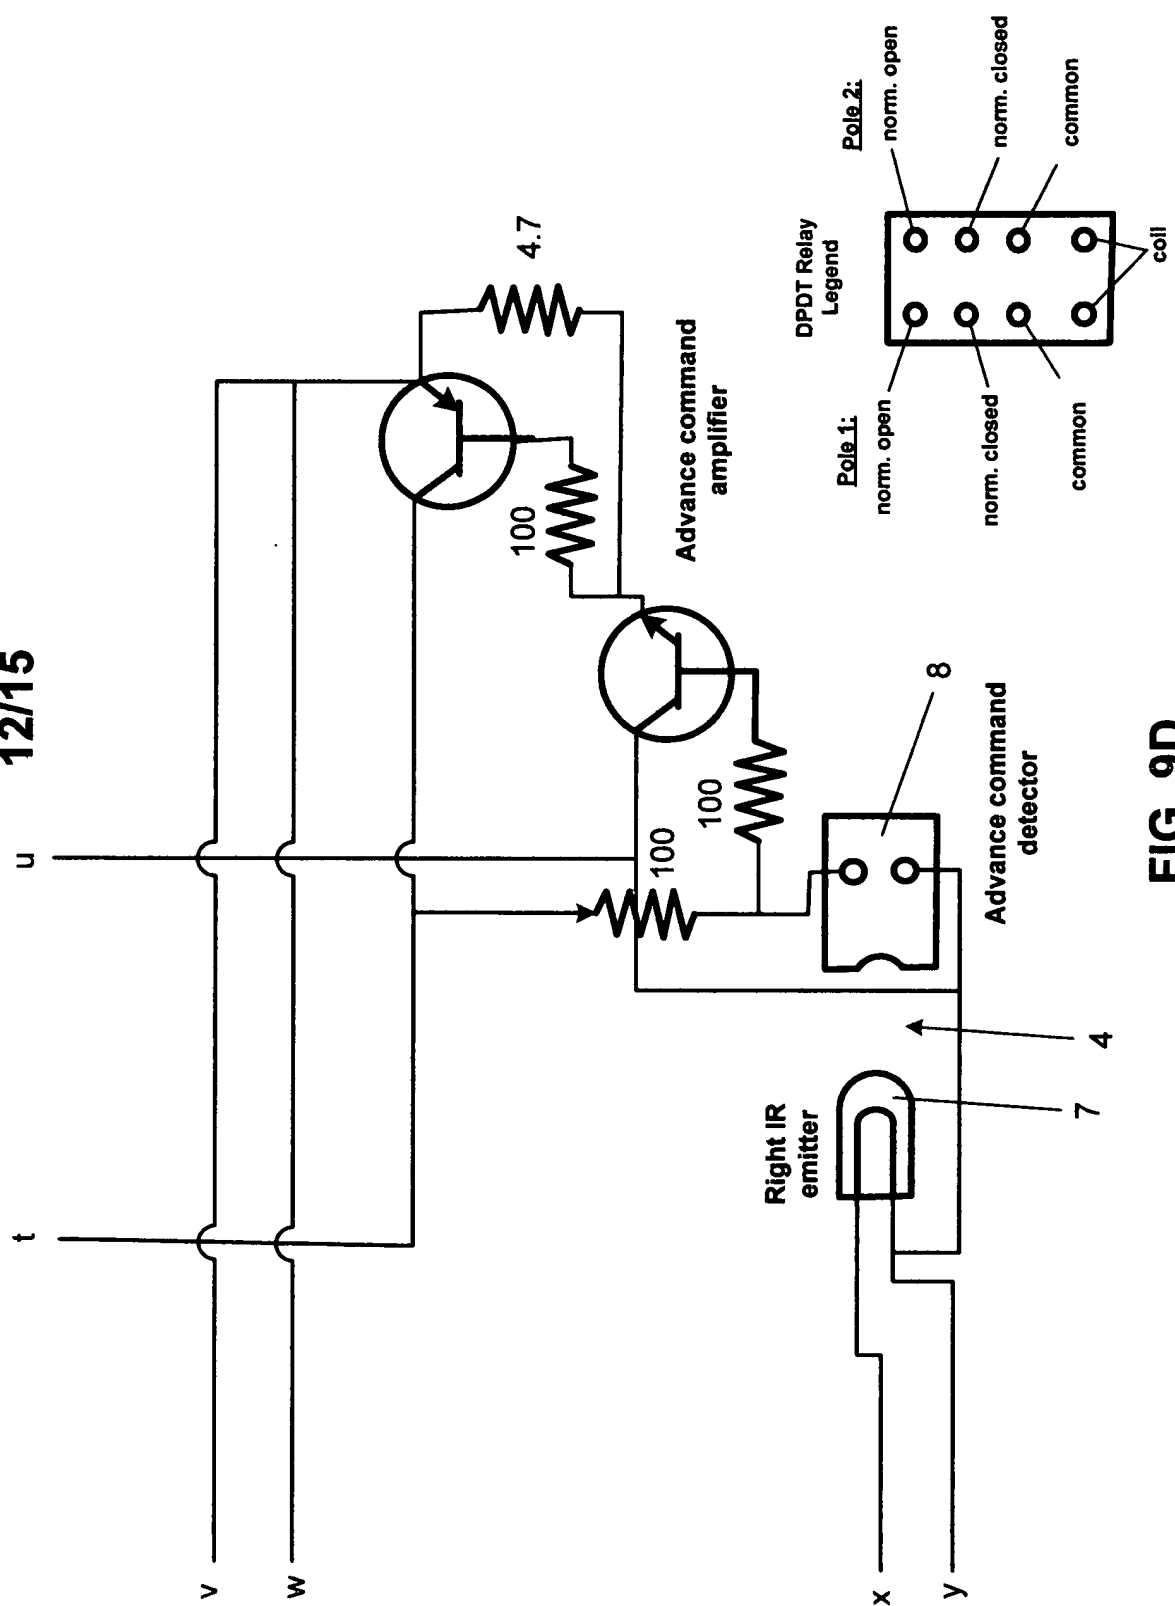 12/15
t
u
v
w
x
y
4.7
100
100
100
Advance command
amplifier
Advance command
detector
8
4
7
Right IR
emitter
DPDT Relay
Legend
Pole 1:
norm. open
norm. closed
common
Pole 2:
norm. open
norm. closed
common
coil
FIG. 9D